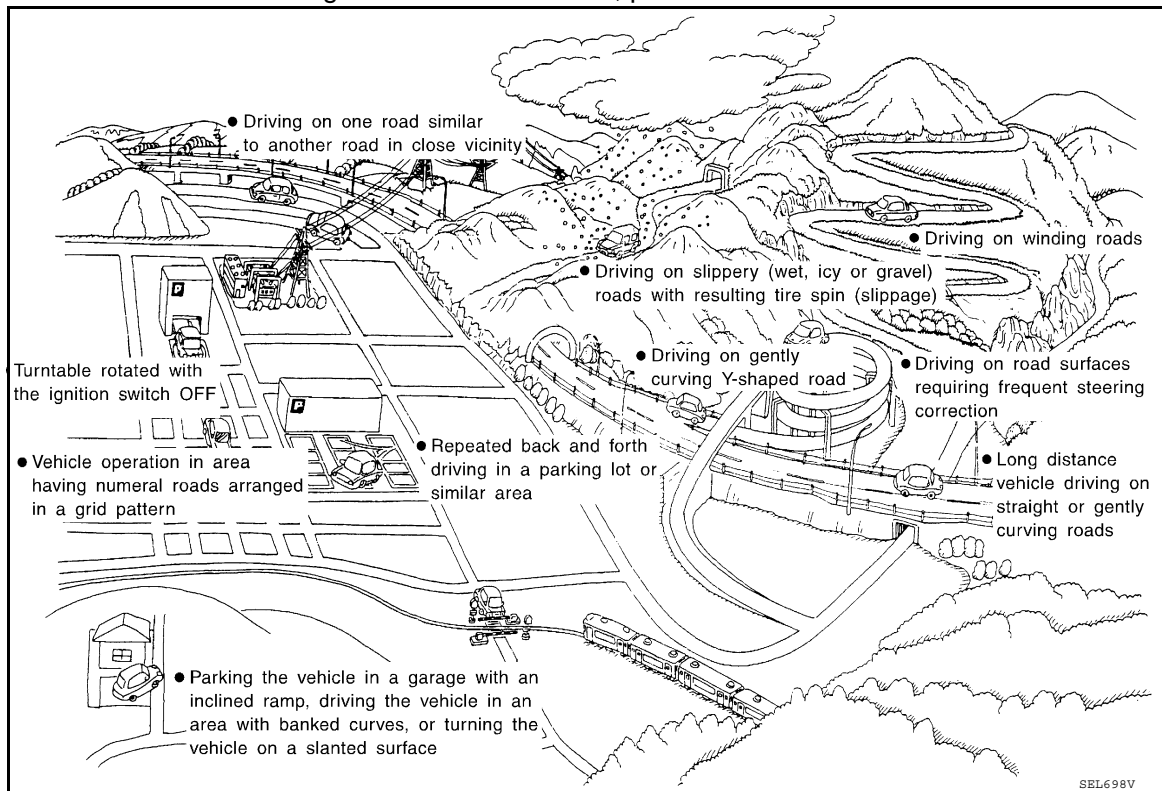 ● Driving on one road similar
to another road in close vicinity
● Driving on winding roads
● Driving on slippery (wet, icy or gravel)
roads with resulting tire spin (slippage)
P
Turntable rotated with
the ignition switch OFF
● Driving on gently
curving Y-shaped road
● Driving on road surfaces
requiring frequent steering
correction
P
● Vehicle operation in area
having numeral roads arranged
in a grid pattern
● Repeated back and forth
driving in a parking lot or
similar area
● Long distance
vehicle driving on
straight or gently
curving roads
● Parking the vehicle in a garage with an
inclined ramp, driving the vehicle in an
area with banked curves, or turning the
vehicle on a slanted surface
SEL698V